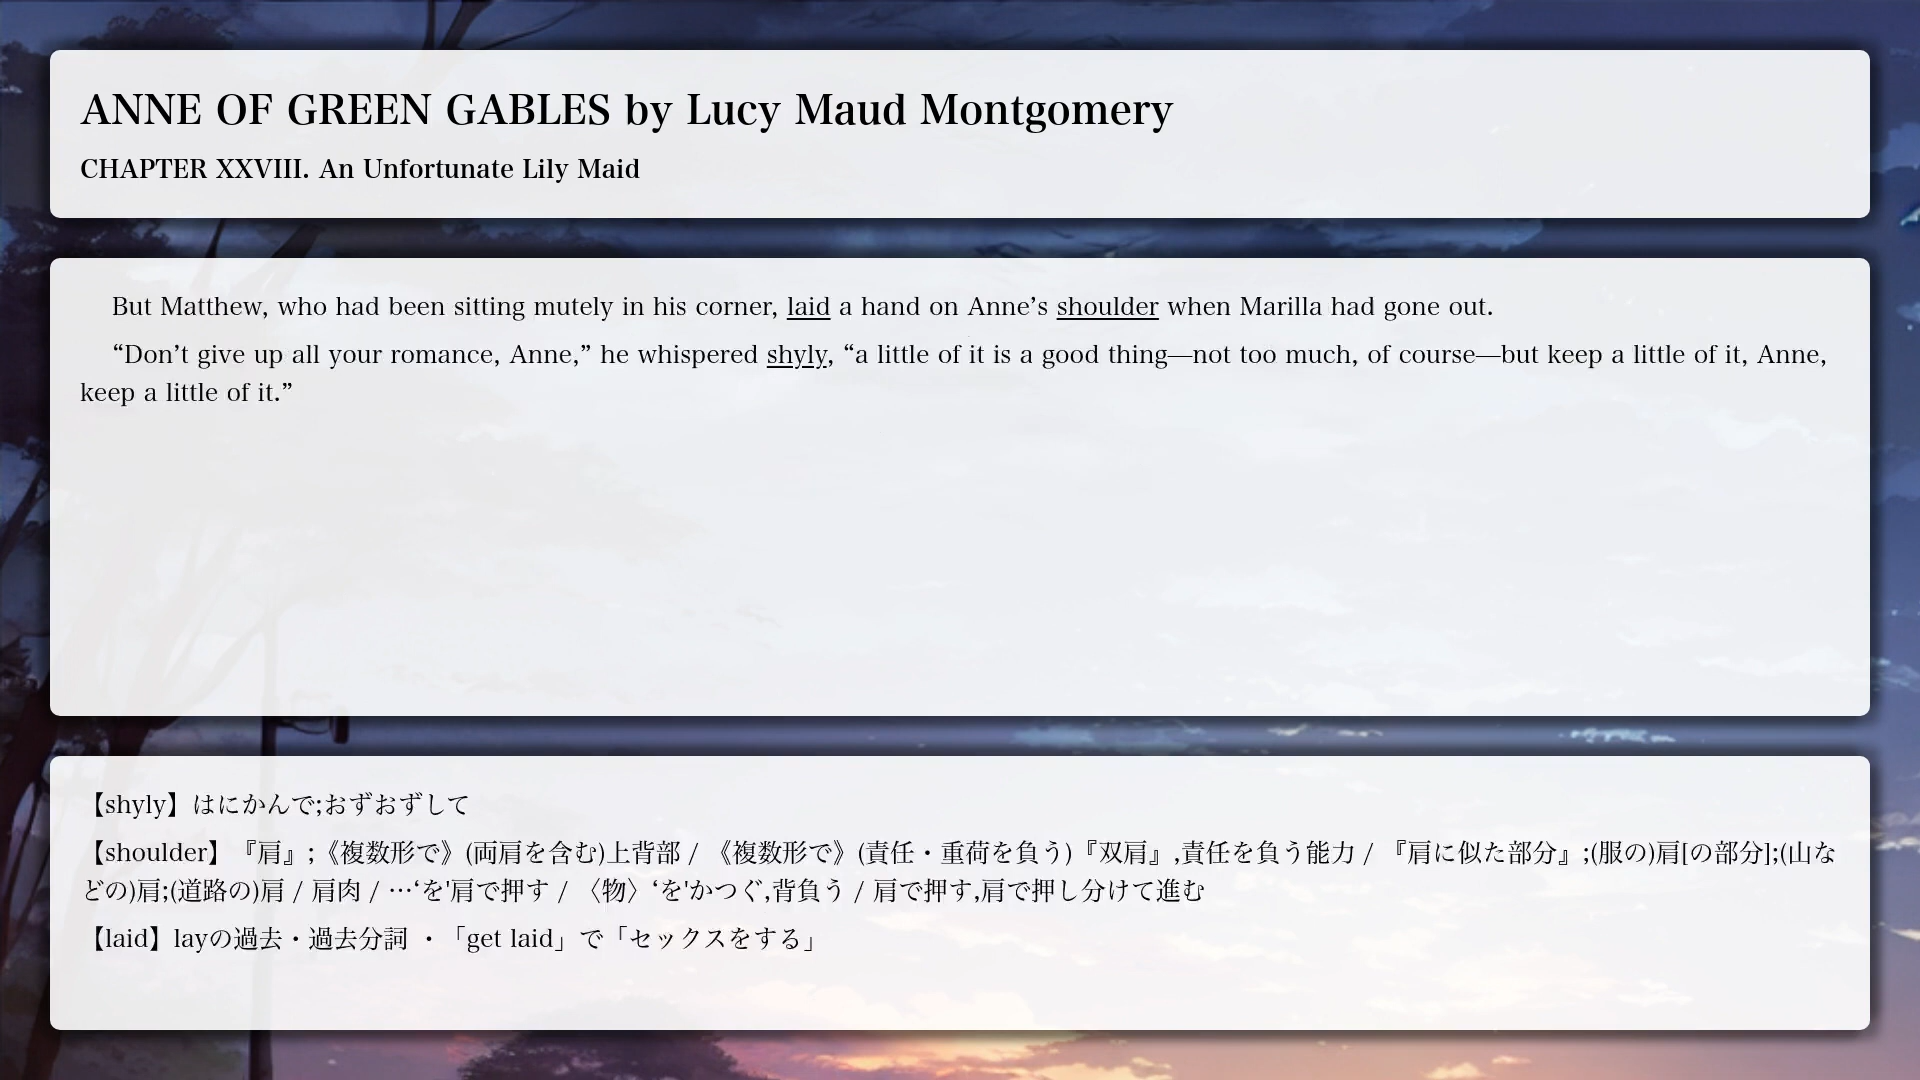 ANNE OF GREEN GABLES by Lucy Maud Montgomery
CHAPTER XXVIII. An Unfortunate Lily Maid
But Matthew, who had been sitting mutely in his corner, laid a hand on Anne’s shoulder when Marilla had gone out.
“Don’t give up all your romance, Anne,” he whispered shyly, “a little of it is a good thing—not too much, of course—but keep a little of it, Anne,
keep a little of it.”
【shyly】はにかんで;おずおずして
【shoulder】『肩』;《複数形で》(両肩を含む)上背部 / 《複数形で》(責任・重荷を負う)『双肩』,責任を負う能力 / 『肩に似た部分』;(服の)肩[の部分];(山な
どの)肩;(道路の)肩 / 肩肉 / …‘を'肩で押す / 〈物〉‘を'かつぐ,背負う / 肩で押す,肩で押し分けて進む
【laid】layの過去・過去分詞 ・「get laid」で「セックスをする」